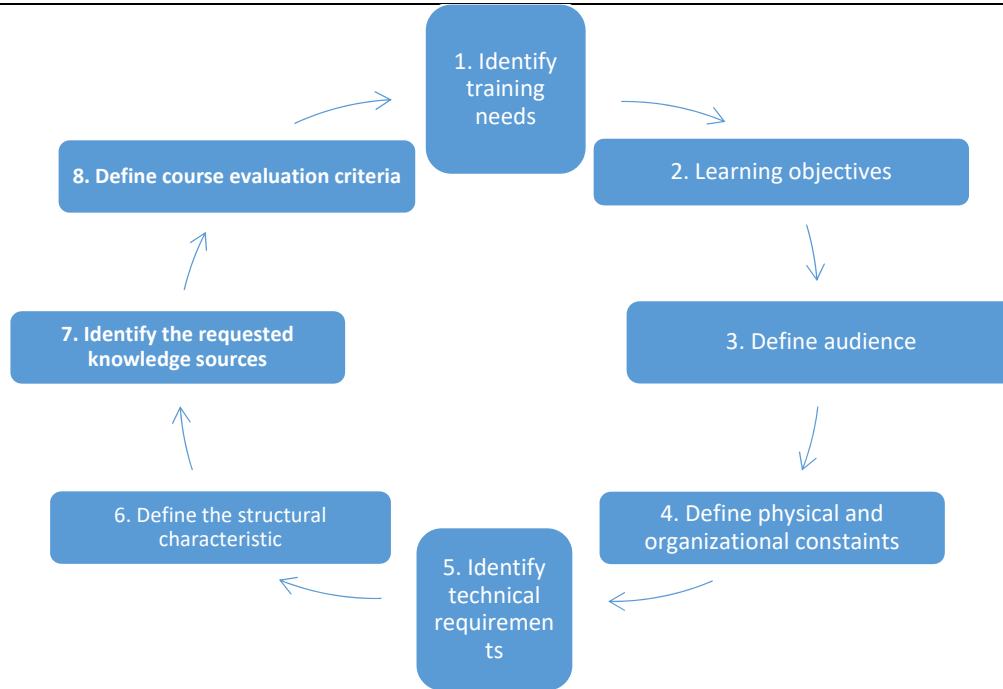 1. Identify
training
needs
2. Learning objectives
3. Define audience
4. Define physical and
organizational constaints
5. Identify
technical
requiremen
ts
6. Define the structural
characteristic
7. Identify the requested
knowledge sources
8. Define course evaluation criteria